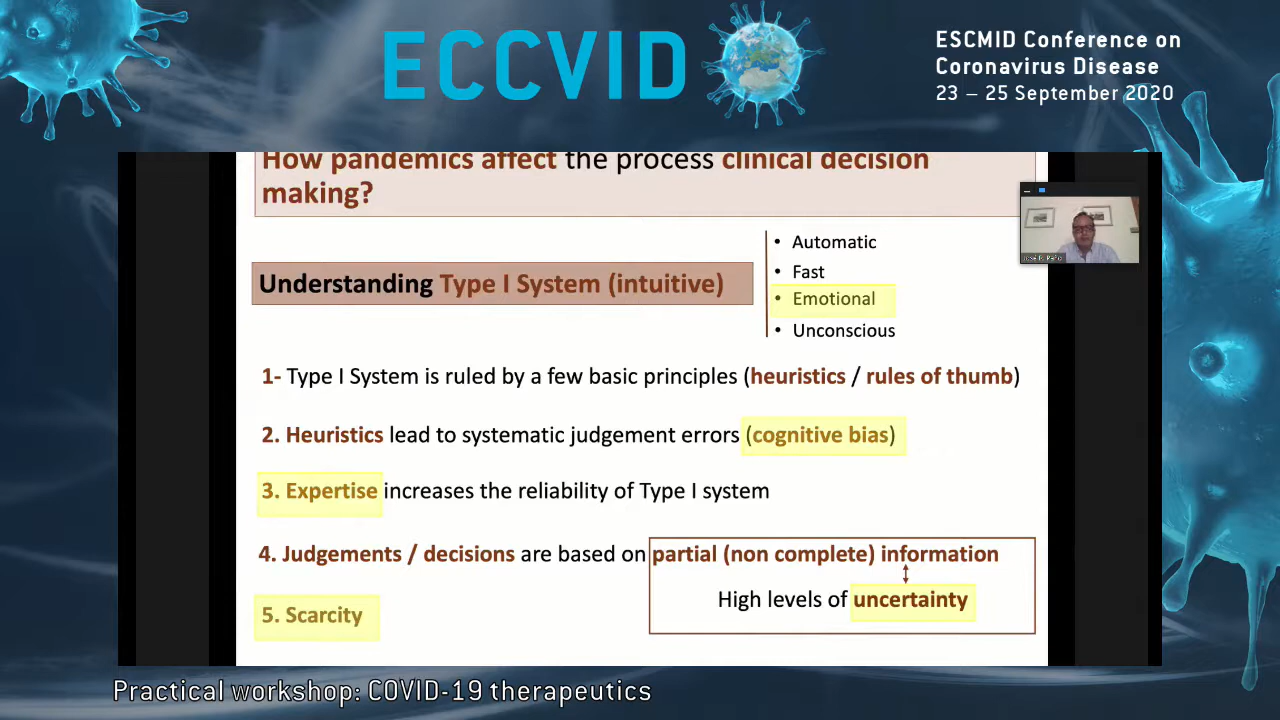 ECCVID
ESCMID Conference on
Coronavirus Disease
23 – 25 September 2020
How pandemics affect the process clinical decision
making?
Understanding Type I System (intuitive)
• Automatic
• Fast
• Emotional
• Unconscious
1- Type I System is ruled by a few basic principles (heuristics / rules of thumb)
2. Heuristics lead to systematic judgement errors (cognitive bias)
3. Expertise increases the reliability of Type I system
4. Judgements / decisions are based on partial (non complete) information
High levels of uncertainty
5. Scarcity
Practical workshop: COVID-19 therapeutics